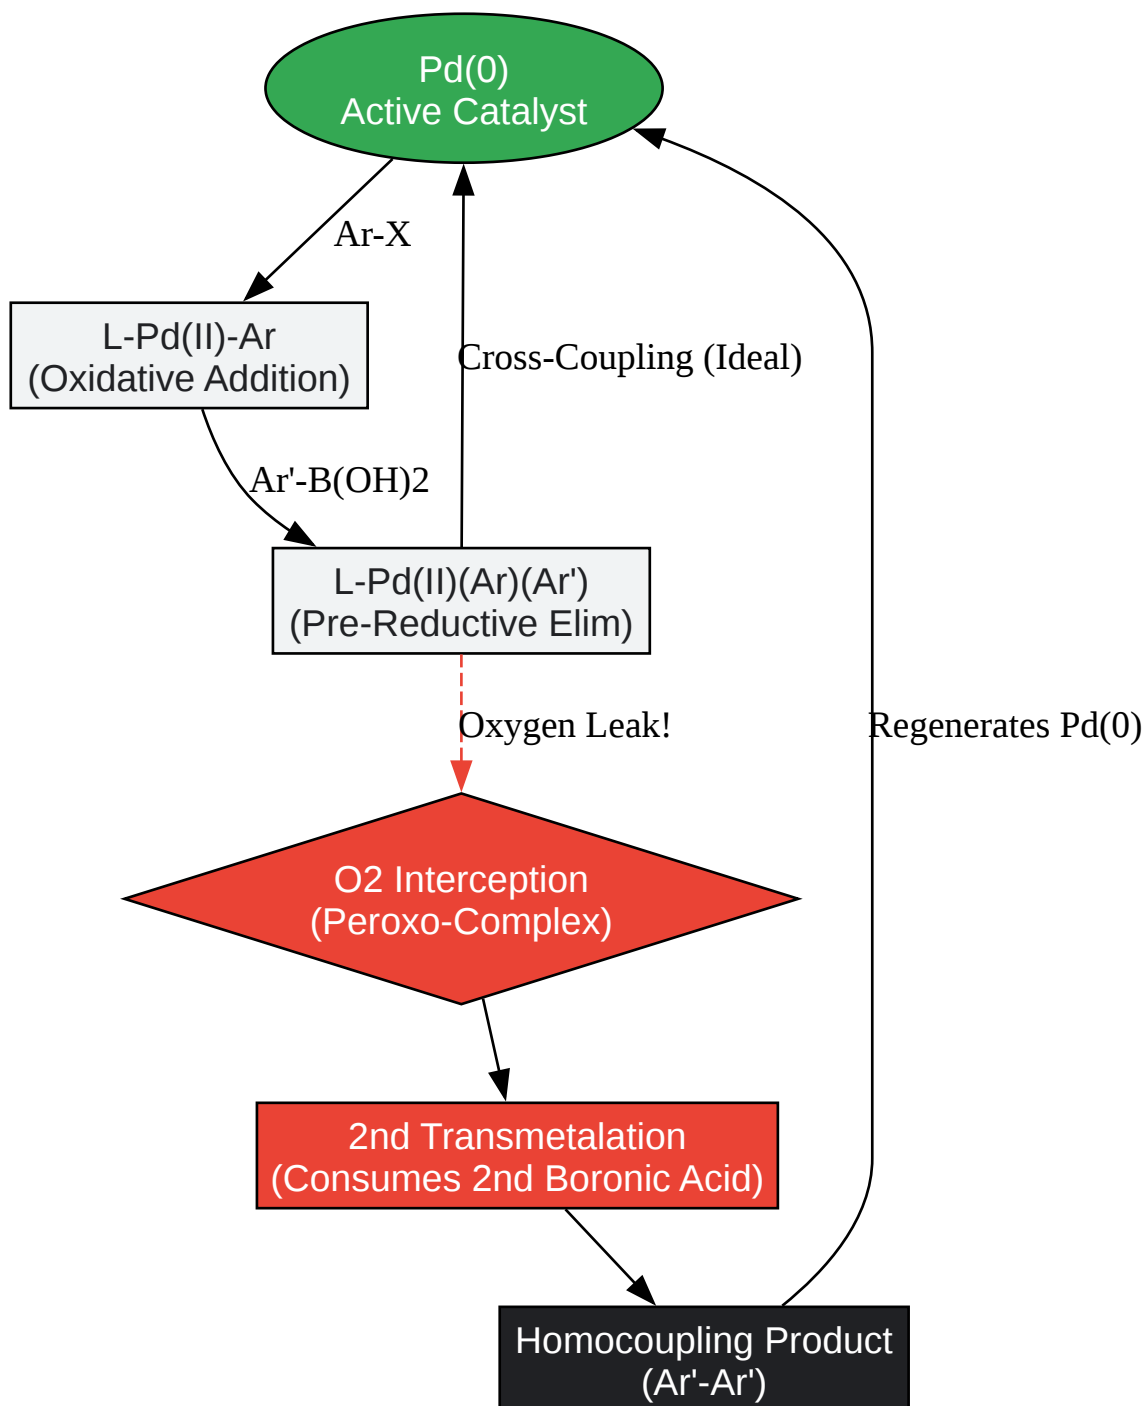 Pd(0)
Active Catalyst
Ar-X
L-Pd(II)-Ar
(Oxidative Addition)
Cross-Coupling (Ideal)
Ar'-B(OH)2
L-Pd(II)(Ar)(Ar')
(Pre-Reductive Elim)
Oxygen Leak!
Regenerates Pd(0)
O2 Interception
(Peroxo-Complex)
2nd Transmetalation
(Consumes 2nd Boronic Acid)
Homocoupling Product
(Ar'-Ar')